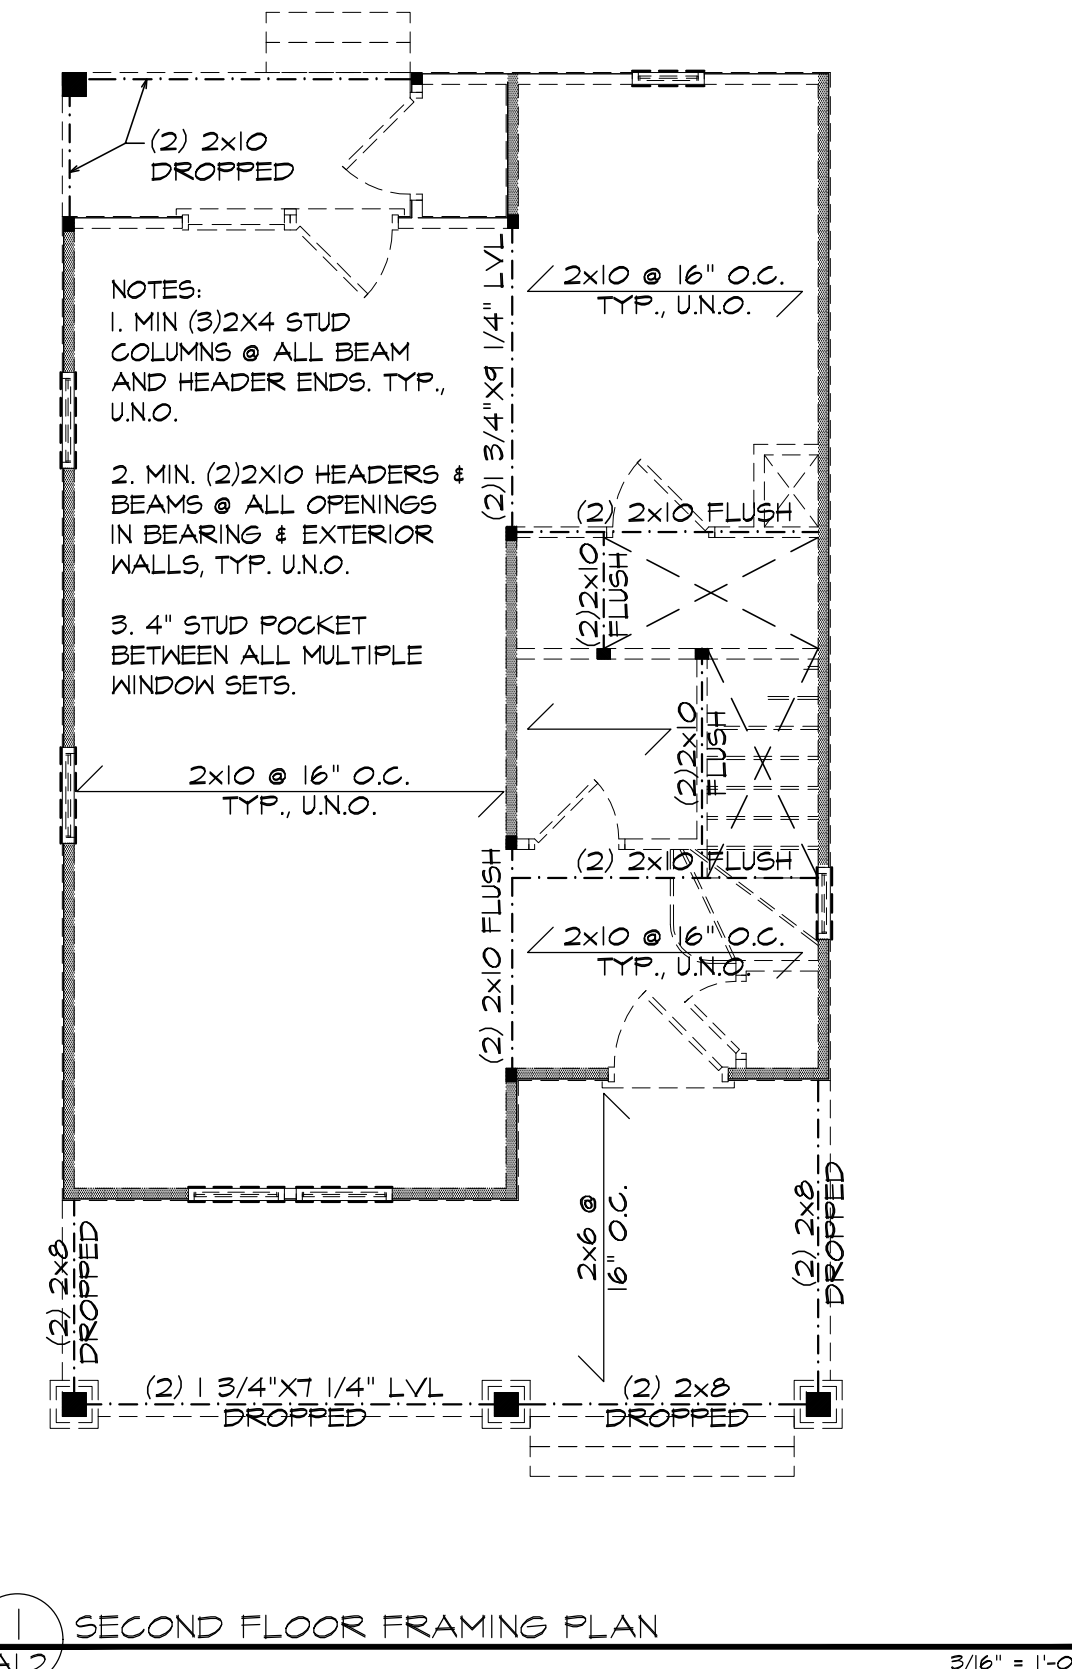 (2) 2x10
DROPPED
NOTES:
1. MIN (3)2X4 STUD
COLUMNS @ ALL BEAM
AND HEADER ENDS. TYP.,
U.N.O.
2. MIN. (2)2X10 HEADERS &
BEAMS @ ALL OPENINGS
IN BEARING & EXTERIOR
WALLS, TYP. U.N.O.
3. 4" STUD POCKET
BETWEEN ALL MULTIPLE
WINDOW SETS.
(2)1 3/4"X9 1/4" LVL
2x10 @ 16" O.C.
TYP., U.N.O.
(2) 2x10 FLUSH
(2)2x10
FLUSH
(2)2x10
FLUSH
2x10 @ 16" O.C.
TYP., U.N.O.
(2) 2x10 FLUSH
(2) 2x10 FLUSH
2x10 @ 16" O.C.
TYP., U.N.O.
(2) 2x8
DROPPED
2x6 @
16" O.C.
(2) 2x8
DROPPED
(2) 1 3/4"X7 1/4" LVL
DROPPED
(2) 2x8
DROPPED
1
SECOND FLOOR FRAMING PLAN
3/16" = 1'-0